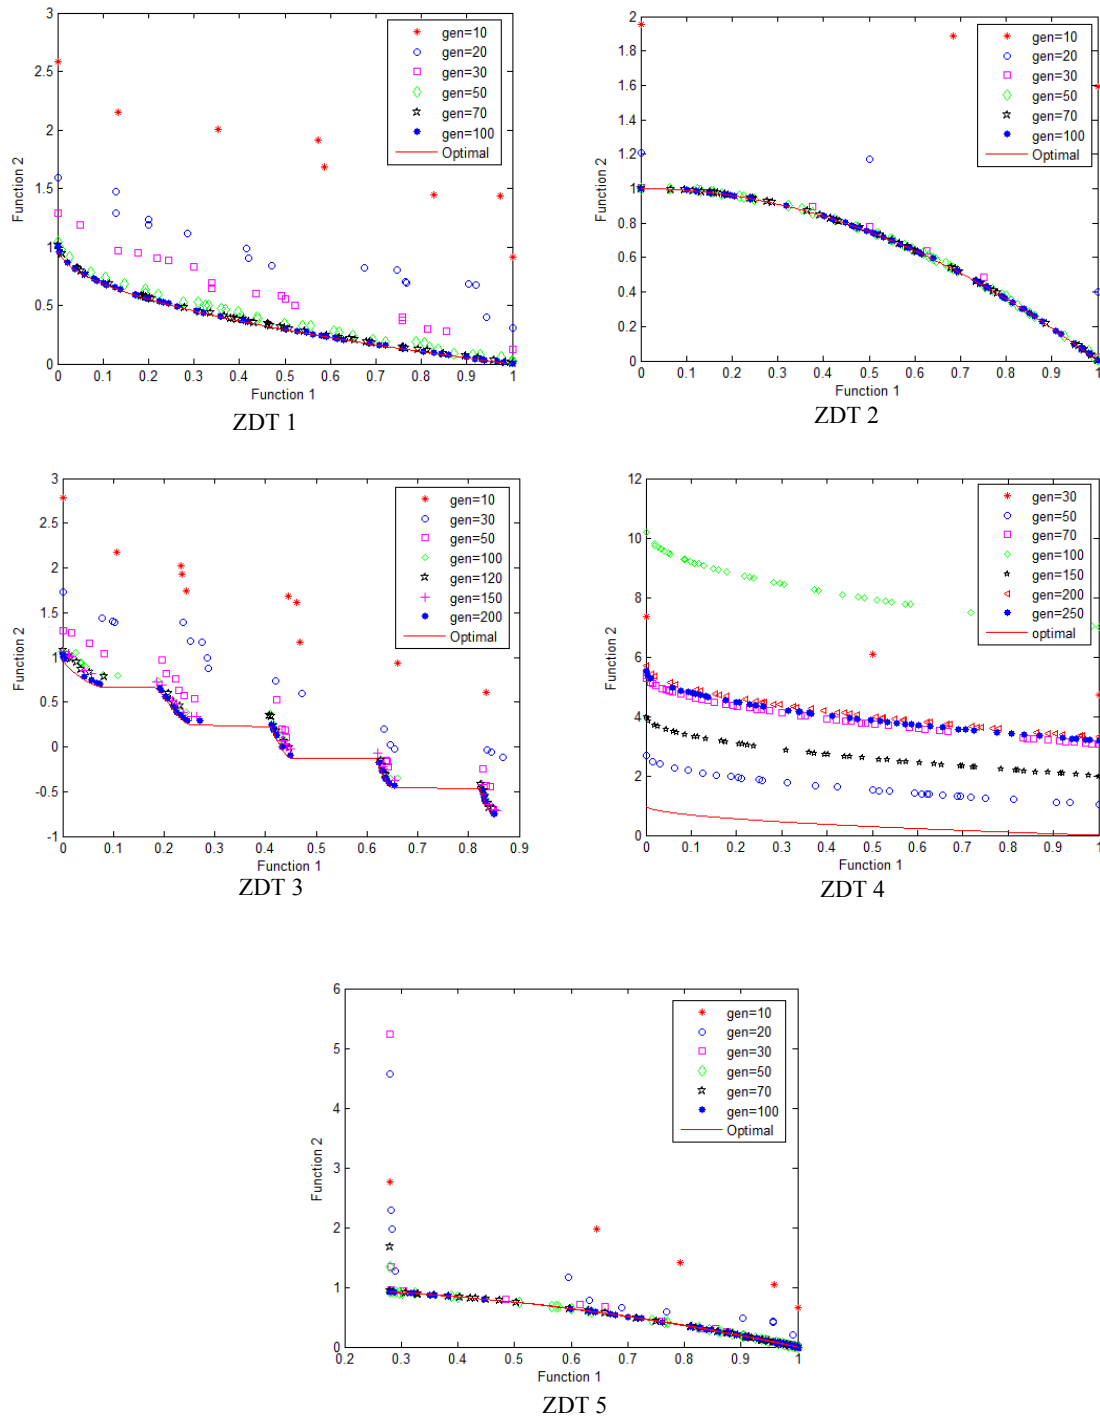 3
2.5
2
1.5
1
0.5
0
Function 2
gen=10
gen=20
gen=30
gen=50
gen=70
gen=100
Optimal
0 0.1 0.2 0.3 0.4 0.5 0.6 0.7 0.8 0.9 1
Function 1
ZDT 1
2
1.8
1.6
1.4
1.2
1
0.8
0.6
0.4
0.2
0
Function 2
gen=10
gen=20
gen=30
gen=50
gen=70
gen=100
Optimal
0 0.1 0.2 0.3 0.4 0.5 0.6 0.7 0.8 0.9 1
Function 1
ZDT 2
3
2.5
2
1.5
1
0.5
0
-0.5
-1
Function 2
gen=10
gen=30
gen=50
gen=100
gen=120
gen=150
gen=200
Optimal
0 0.1 0.2 0.3 0.4 0.5 0.6 0.7 0.8 0.9
Function 1
ZDT 3
12
10
8
6
4
2
0
Function 2
gen=30
gen=50
gen=70
gen=100
gen=150
gen=200
gen=250
optimal
0 0.1 0.2 0.3 0.4 0.5 0.6 0.7 0.8 0.9 1
Function 1
ZDT 4
6
5
4
3
2
1
0
Function 2
gen=10
gen=20
gen=30
gen=50
gen=70
gen=100
Optimal
0.2 0.3 0.4 0.5 0.6 0.7 0.8 0.9 1
Function 1
ZDT 5